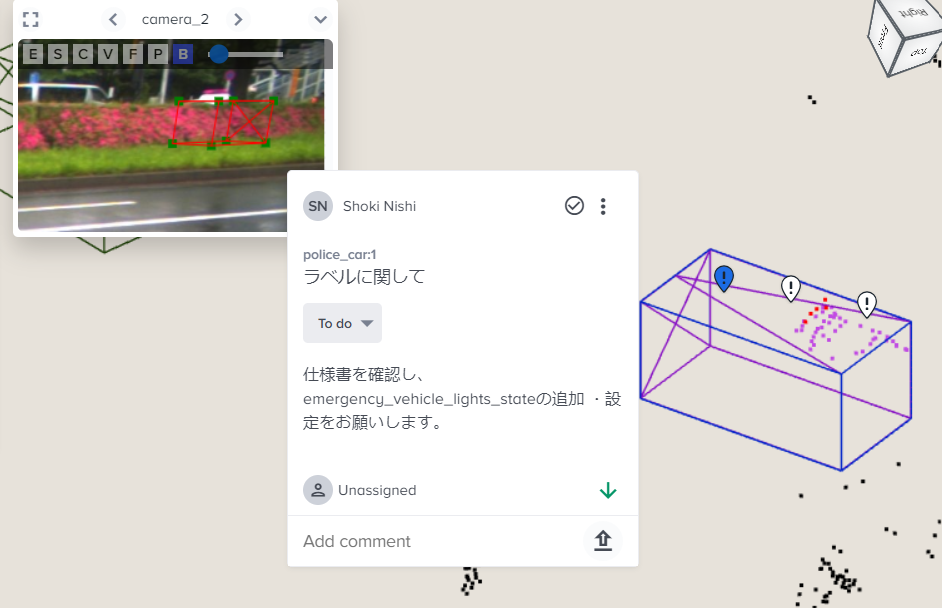 camera_2
E S C V F P B
Right
Front
Top
SN Shoki Nishi
police_car:1
ラベルに関して
To do
仕様書を確認し、
emergency_vehicle_lights_stateの追加 ・設
定をお願いします。
Unassigned
Add comment